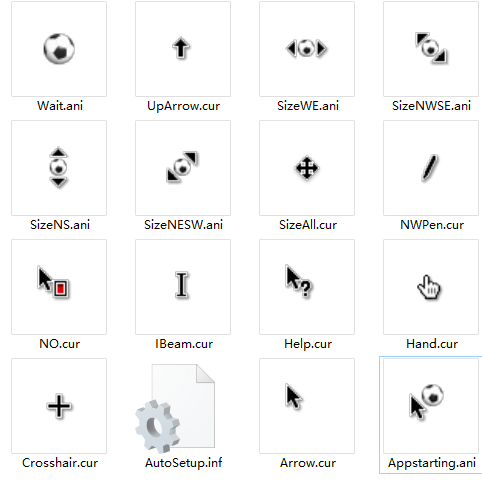 Wait.ani
UpArrow.cur
SizeWE.ani
SizeNWSE.ani
SizeNS.ani
SizeNESW.ani
SizeAll.cur
NWPen.cur
NO.cur
IBeam.cur
Help.cur
Hand.cur
Crosshair.cur
AutoSetup.inf
Arrow.cur
Appstarting.ani